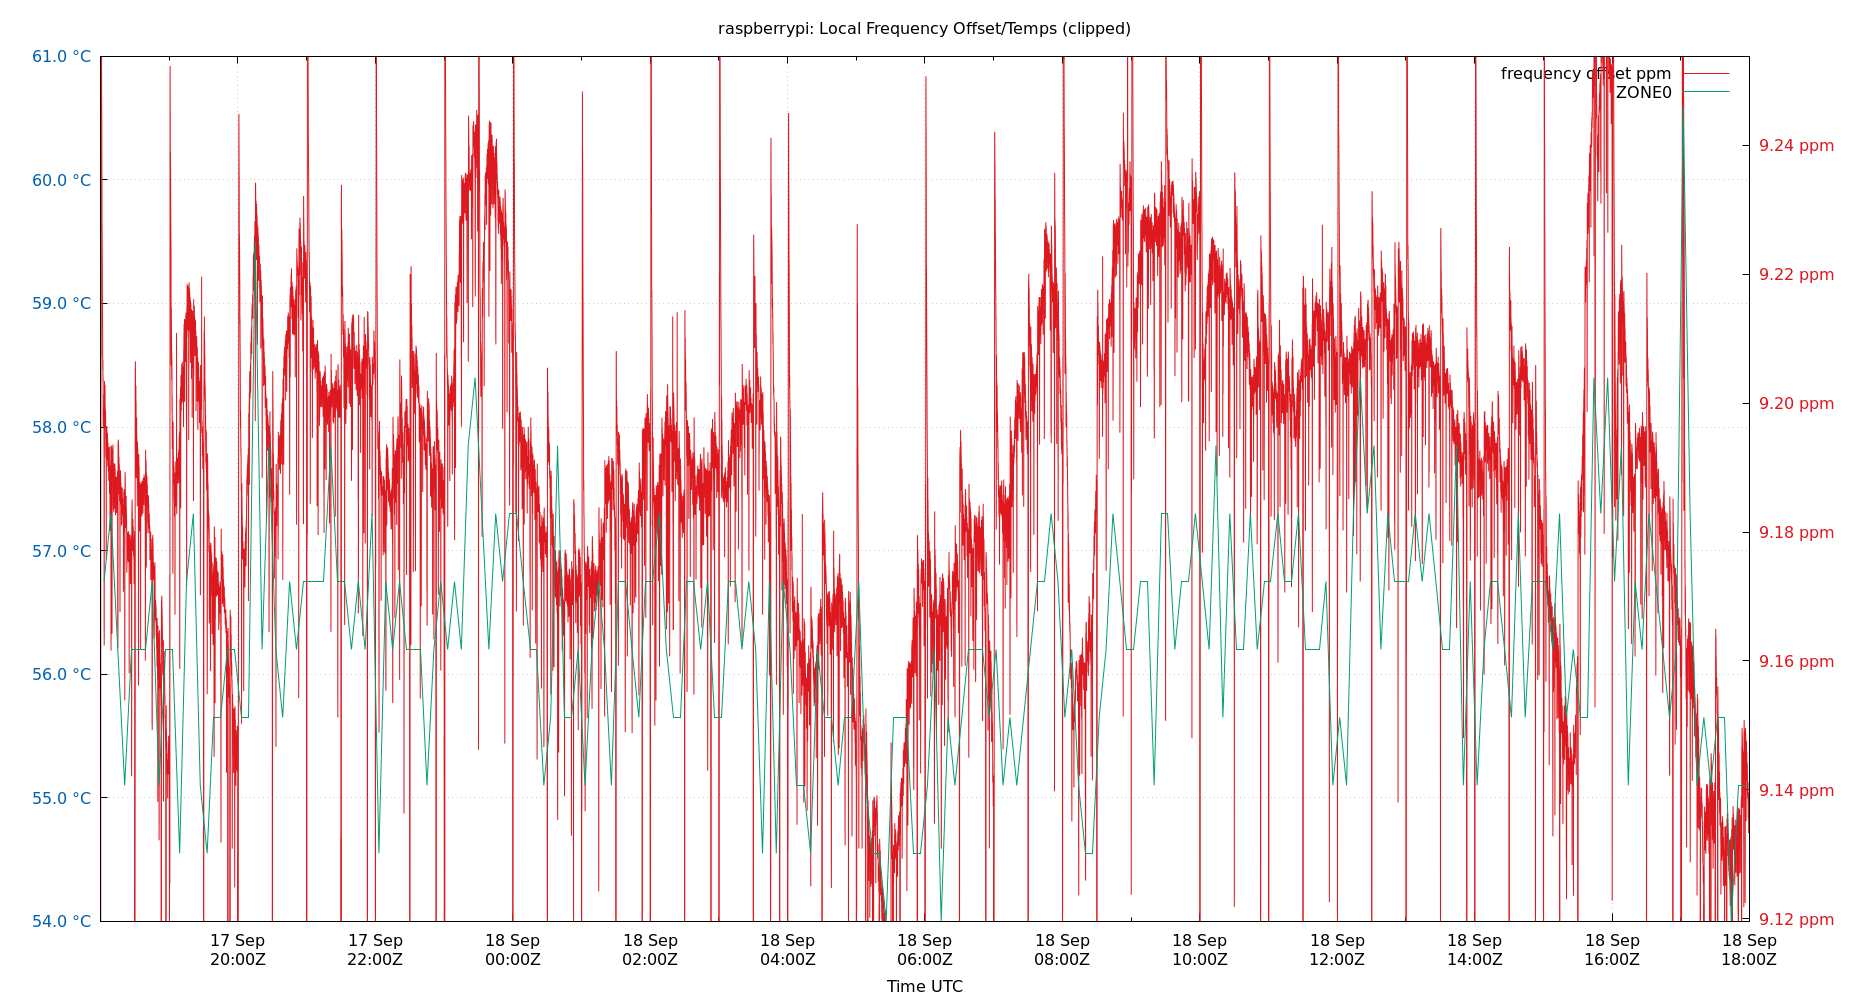 raspberrypi: Local Frequency Offset/Temps (clipped)
frequency offset ppm
ZONE0
61.0 °C
60.0 °C
59.0 °C
58.0 °C
57.0 °C
56.0 °C
55.0 °C
54.0 °C
9.24 ppm
9.22 ppm
9.20 ppm
9.18 ppm
9.16 ppm
9.14 ppm
9.12 ppm
17 Sep
20:00Z
17 Sep
22:00Z
18 Sep
00:00Z
18 Sep
02:00Z
18 Sep
04:00Z
18 Sep
06:00Z
18 Sep
08:00Z
18 Sep
10:00Z
18 Sep
12:00Z
18 Sep
14:00Z
18 Sep
16:00Z
18 Sep
18:00Z
Time UTC